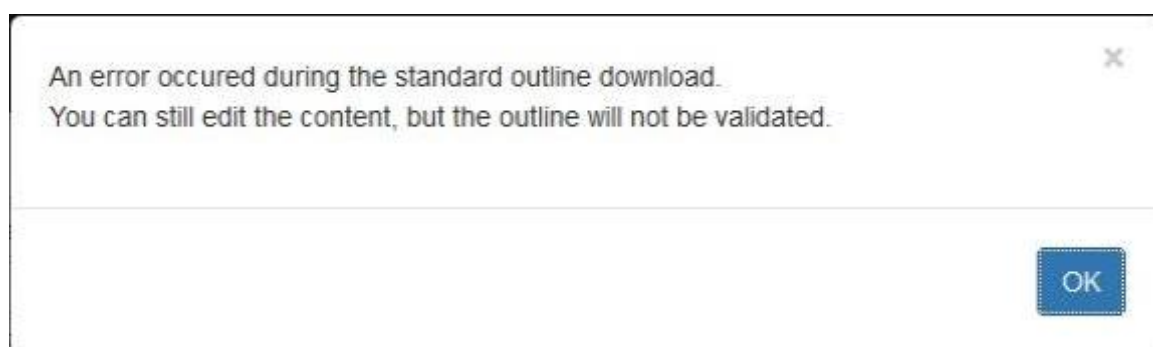 An error occured during the standard outline download.
You can still edit the content, but the outline will not be validated.
OK